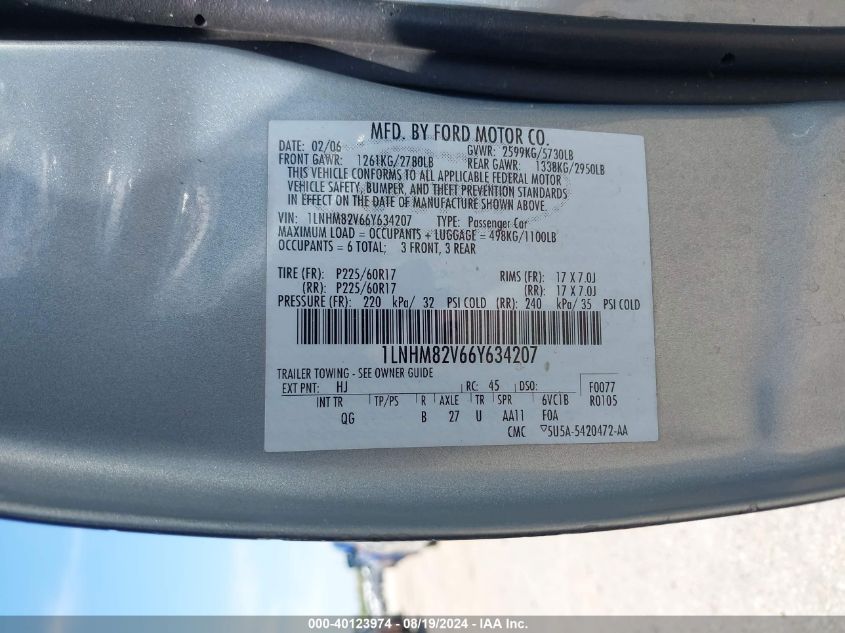 MFD. BY FORD MOTOR CO.
DATE: 02/06 GVWR: 2599KG/5730LB
FRONT GAWR: 1261KG/2780LB REAR GAWR: 1338KG/2950LB
THIS VEHICLE CONFORMS TO ALL APPLICABLE FEDERAL MOTOR
VEHICLE SAFETY, BUMPER, AND THEFT PREVENTION STANDARDS
IN EFFECT ON THE DATE OF MANUFACTURE SHOWN ABOVE.
VIN: 1LNHM82V66Y634207 TYPE: Passenger Car
MAXIMUM LOAD = OCCUPANTS + LUGGAGE = 498KG/1100LB
OCCUPANTS = 6 TOTAL; 3 FRONT, 3 REAR
TIRE (FR): P225/60R17 RIMS (FR): 17 X 7.0J
(RR): P225/60R17 (RR): 17 X 7.0J
PRESSURE (FR): 220 kPa/ 32 PSI COLD (RR): 240 kPa/ 35 PSI COLD
1LNHM82V66Y634207
TRAILER TOWING - SEE OWNER GUIDE
EXT PNT: HJ RC: 45 DSO: F0077
INT TR TP/PS R AXLE TR SPR 6VC1B R0105
QG B 27 U AA11 F0A
CMC ▽5U5A-5420472-AA
000-40123974 - 08/19/2024 - IAA Inc.